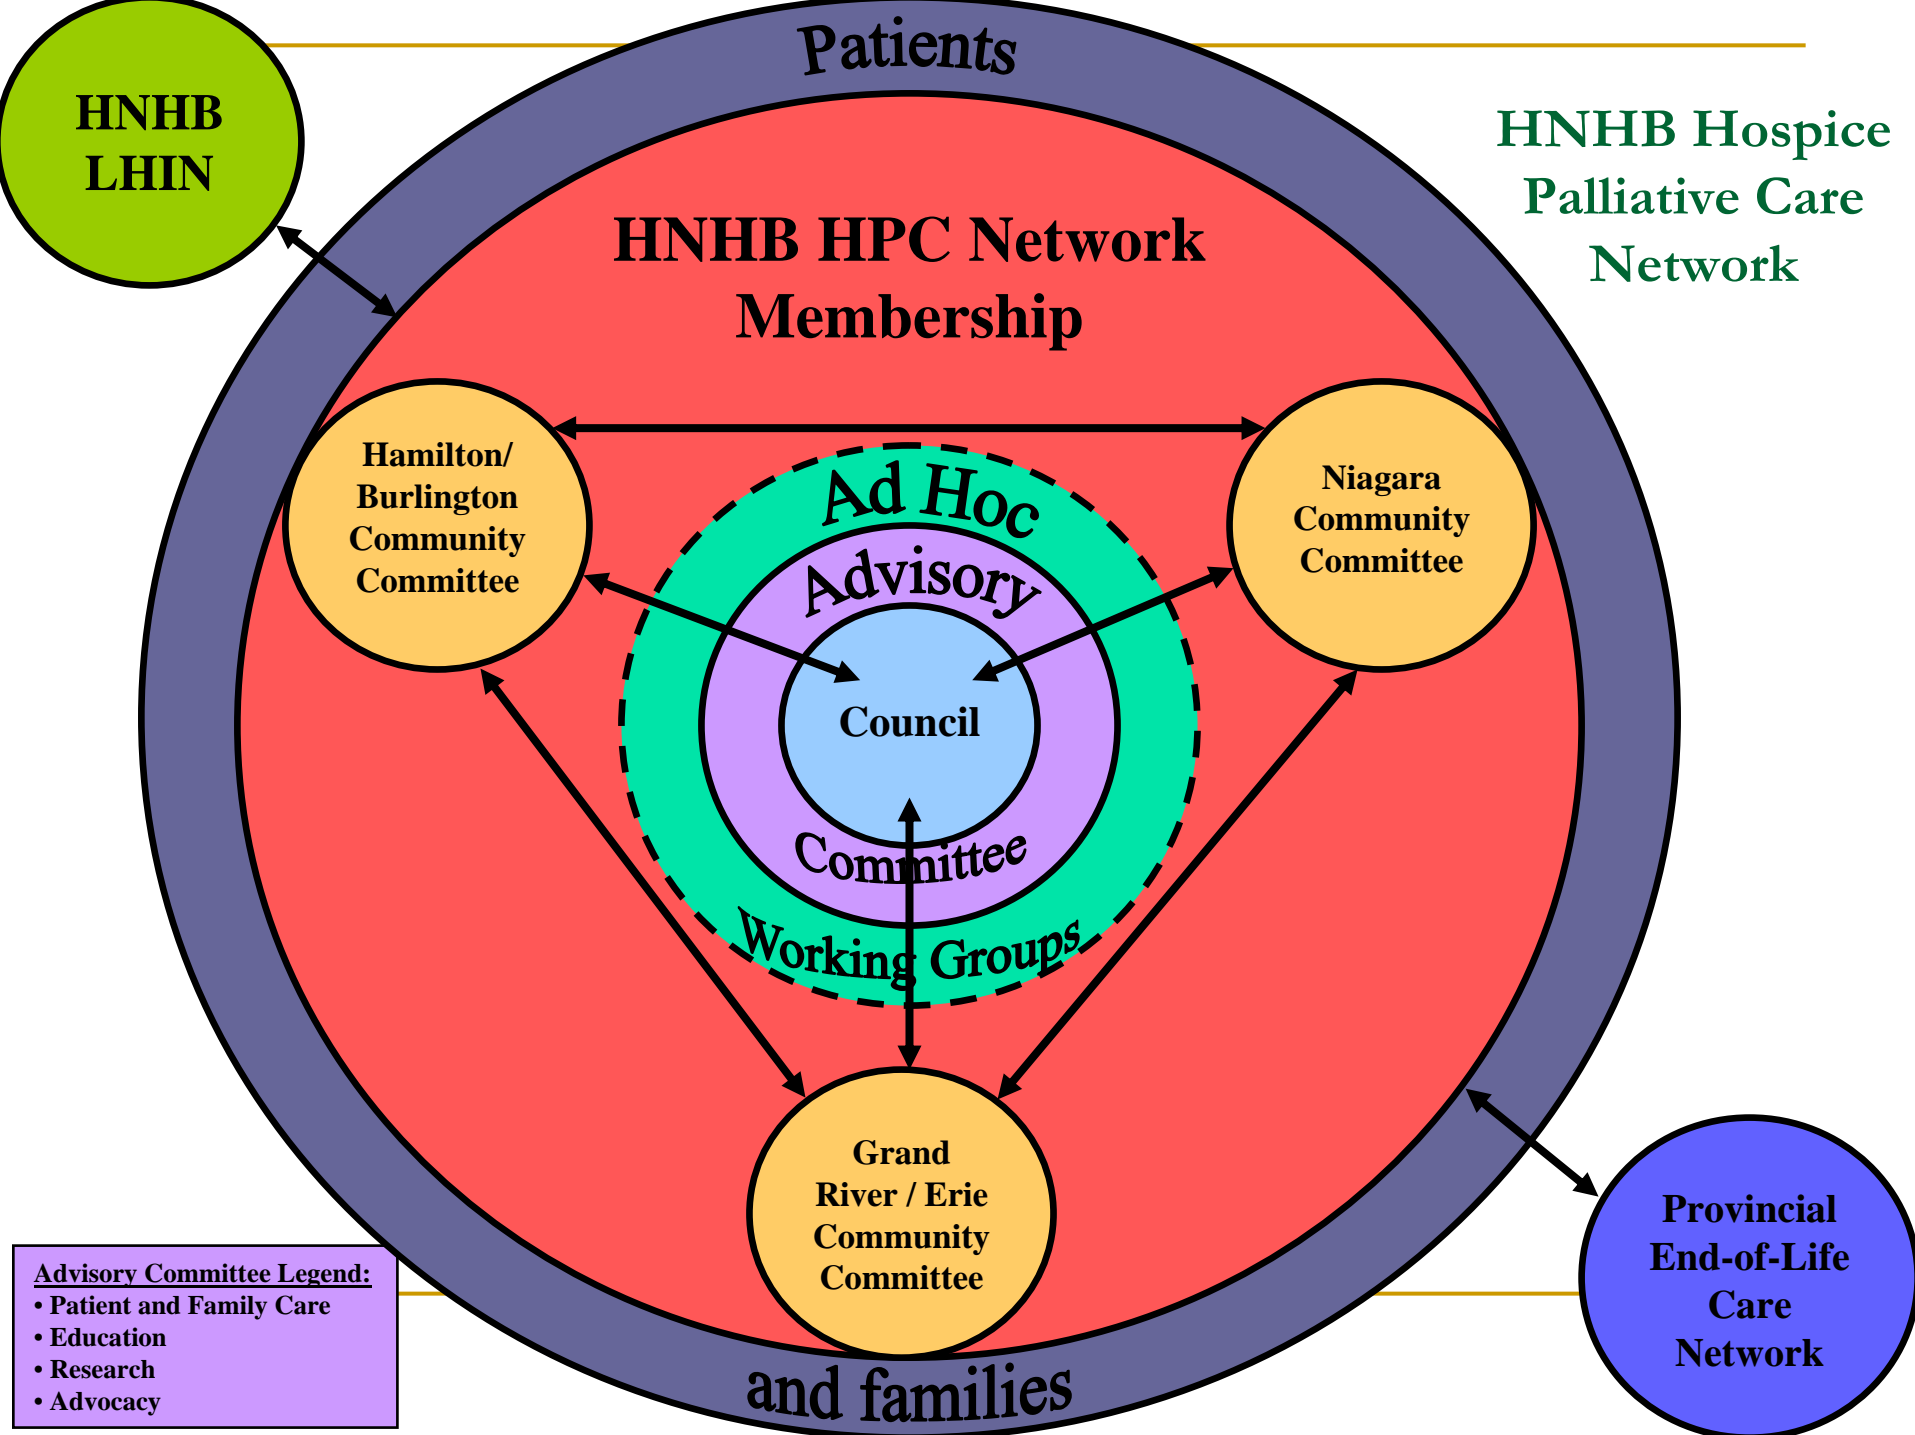 Patients
HNHB
LHIN
HNHB Hospice
Palliative Care
Network
HNHB HPC Network
Membership
Hamilton/
Burlington
Community
Committee
Niagara
Community
Committee
Ad Hoc
Advisory
Council
Committee
Working Groups
Grand
River / Erie
Community
Committee
Provincial
End-of-Life
Care
Network
Advisory Committee Legend:
• Patient and Family Care
• Education
• Research
• Advocacy
and families